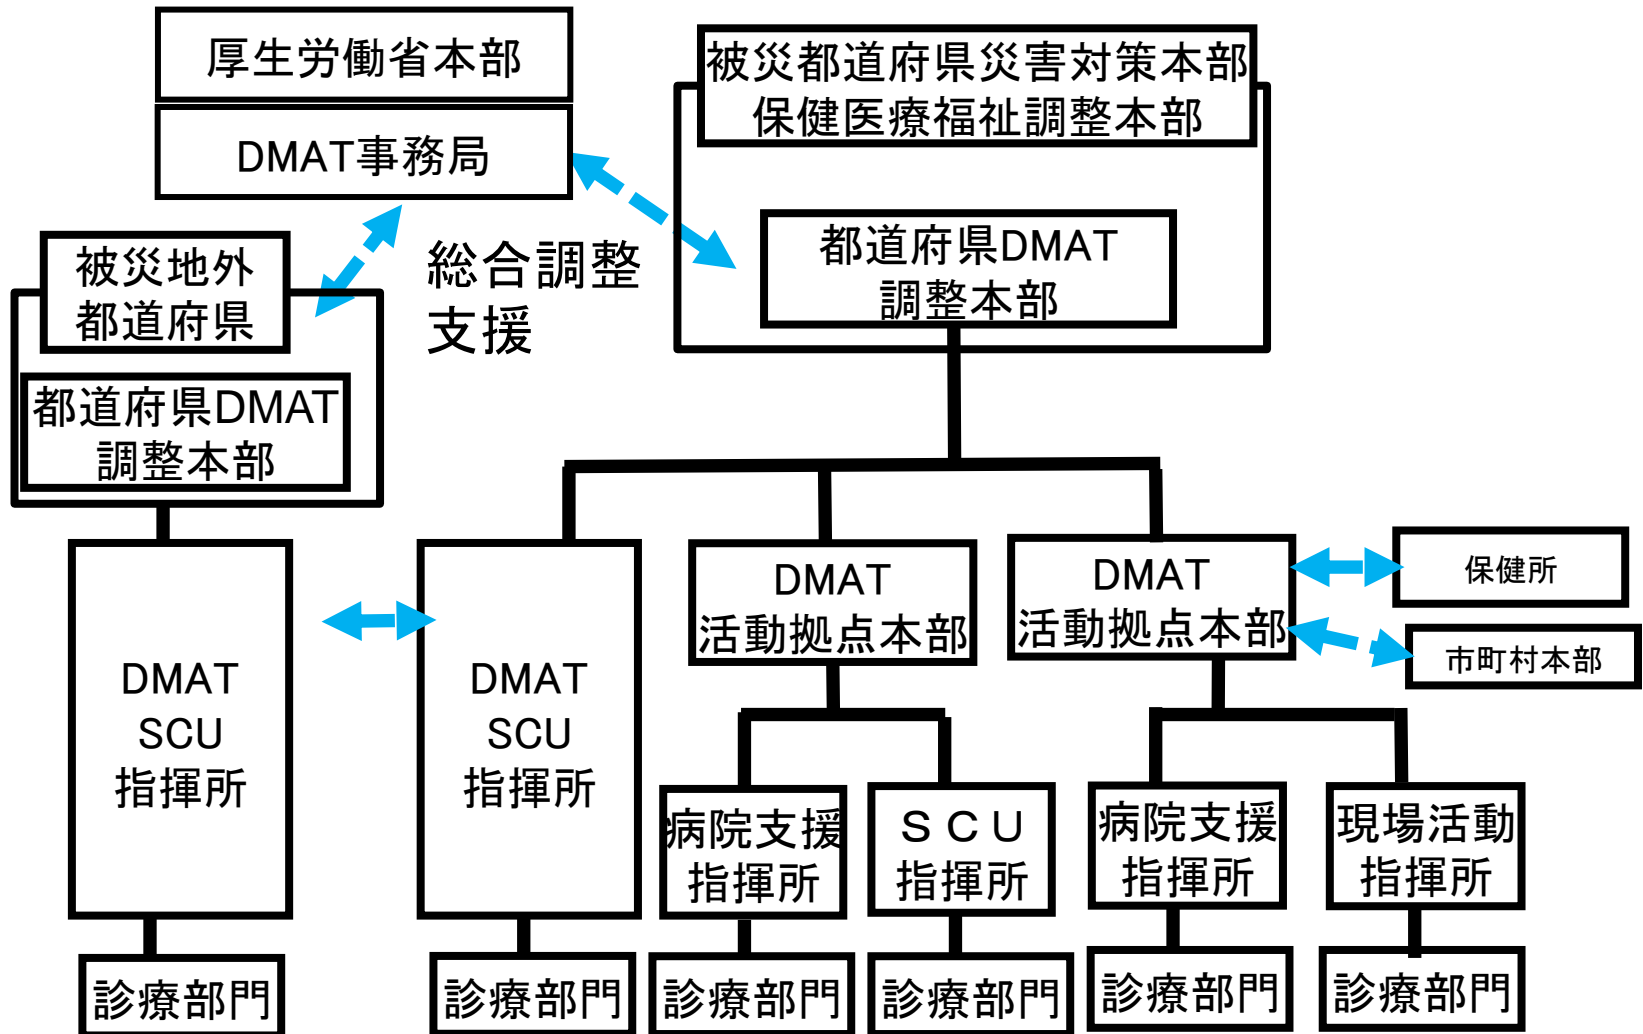 厚生労働省本部
DMAT事務局
被災都道府県災害対策本部
保健医療福祉調整本部
都道府県DMAT
調整本部
総合調整
支援
被災地外
都道府県
都道府県DMAT
調整本部
DMAT
SCU
指揮所
DMAT
SCU
指揮所
DMAT
活動拠点本部
DMAT
活動拠点本部
保健所
市町村本部
病院支援
指揮所
ＳＣＵ
指揮所
病院支援
指揮所
現場活動
指揮所
診療部門
診療部門
診療部門
診療部門
診療部門
診療部門